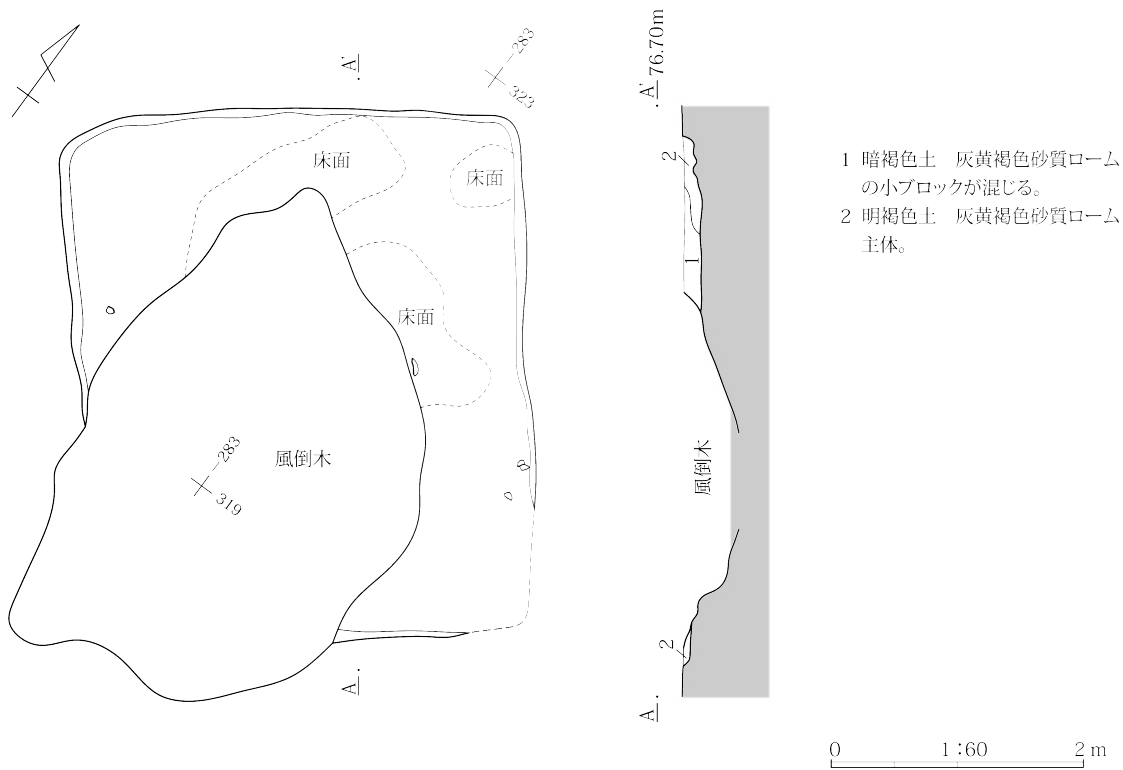 A'
-283
323
床面
床面
床面
風倒木
-283
319
A
A'
76.70m
2
1
風倒木
2
A
1 暗褐色土 灰黄褐色砂質ローム
の小ブロックが混じる。
2 明褐色土 灰黄褐色砂質ローム
主体。
0 1:60 2 m